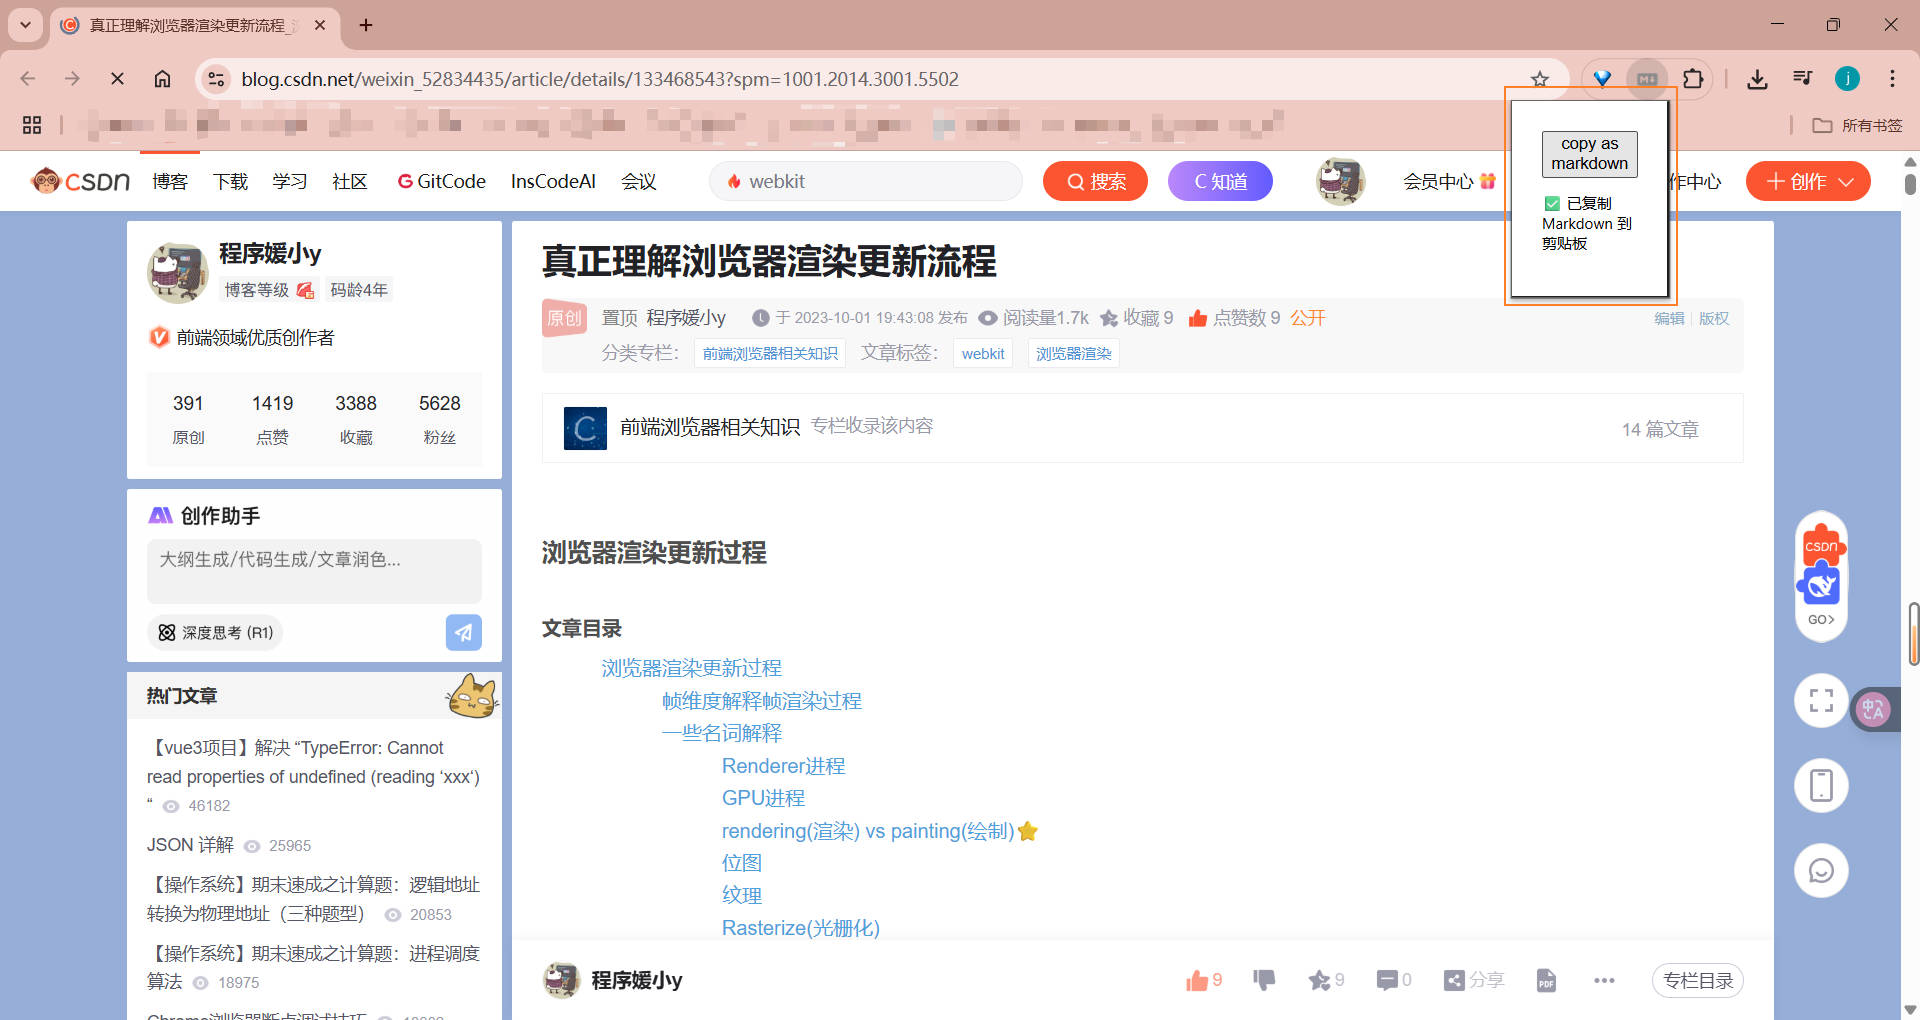 真正理解浏览器渲染更新流程_
blog.csdn.net/weixin_52834435/article/details/133468543?spm=1001.2014.3001.5502
M↓
j
所有书签
CSDN 博客 下载 学习 社区 GitCode InsCodeAI 会议 webkit 搜索 C 知道 会员中心 作中心 创作
copy as
markdown
✅ 已复制
Markdown 到
剪贴板
程序媛小y
博客等级 码龄4年
前端领域优质创作者
391 1419 3388 5628
原创 点赞 收藏 粉丝
创作助手
大纲生成/代码生成/文章润色...
深度思考 (R1)
热门文章
【vue3项目】解决 “TypeError: Cannot
read properties of undefined (reading ‘xxx‘)
“ 46182
JSON 详解 25965
【操作系统】期末速成之计算题：逻辑地址
转换为物理地址（三种题型） 20853
【操作系统】期末速成之计算题：进程调度
算法 18975
真正理解浏览器渲染更新流程
原创 置顶 程序媛小y 于 2023-10-01 19:43:08 发布 阅读量1.7k 收藏 9 点赞数 9 公开 编辑 版权
分类专栏： 前端浏览器相关知识 文章标签： webkit 浏览器渲染
C 前端浏览器相关知识 专栏收录该内容 14 篇文章
浏览器渲染更新过程
文章目录
浏览器渲染更新过程
帧维度解释帧渲染过程
一些名词解释
Renderer进程
GPU进程
rendering(渲染) vs painting(绘制)⭐
位图
纹理
Rasterize(光栅化)
程序媛小y 9 9 0 分享 PDF 专栏目录
CSDN
GO>
中A